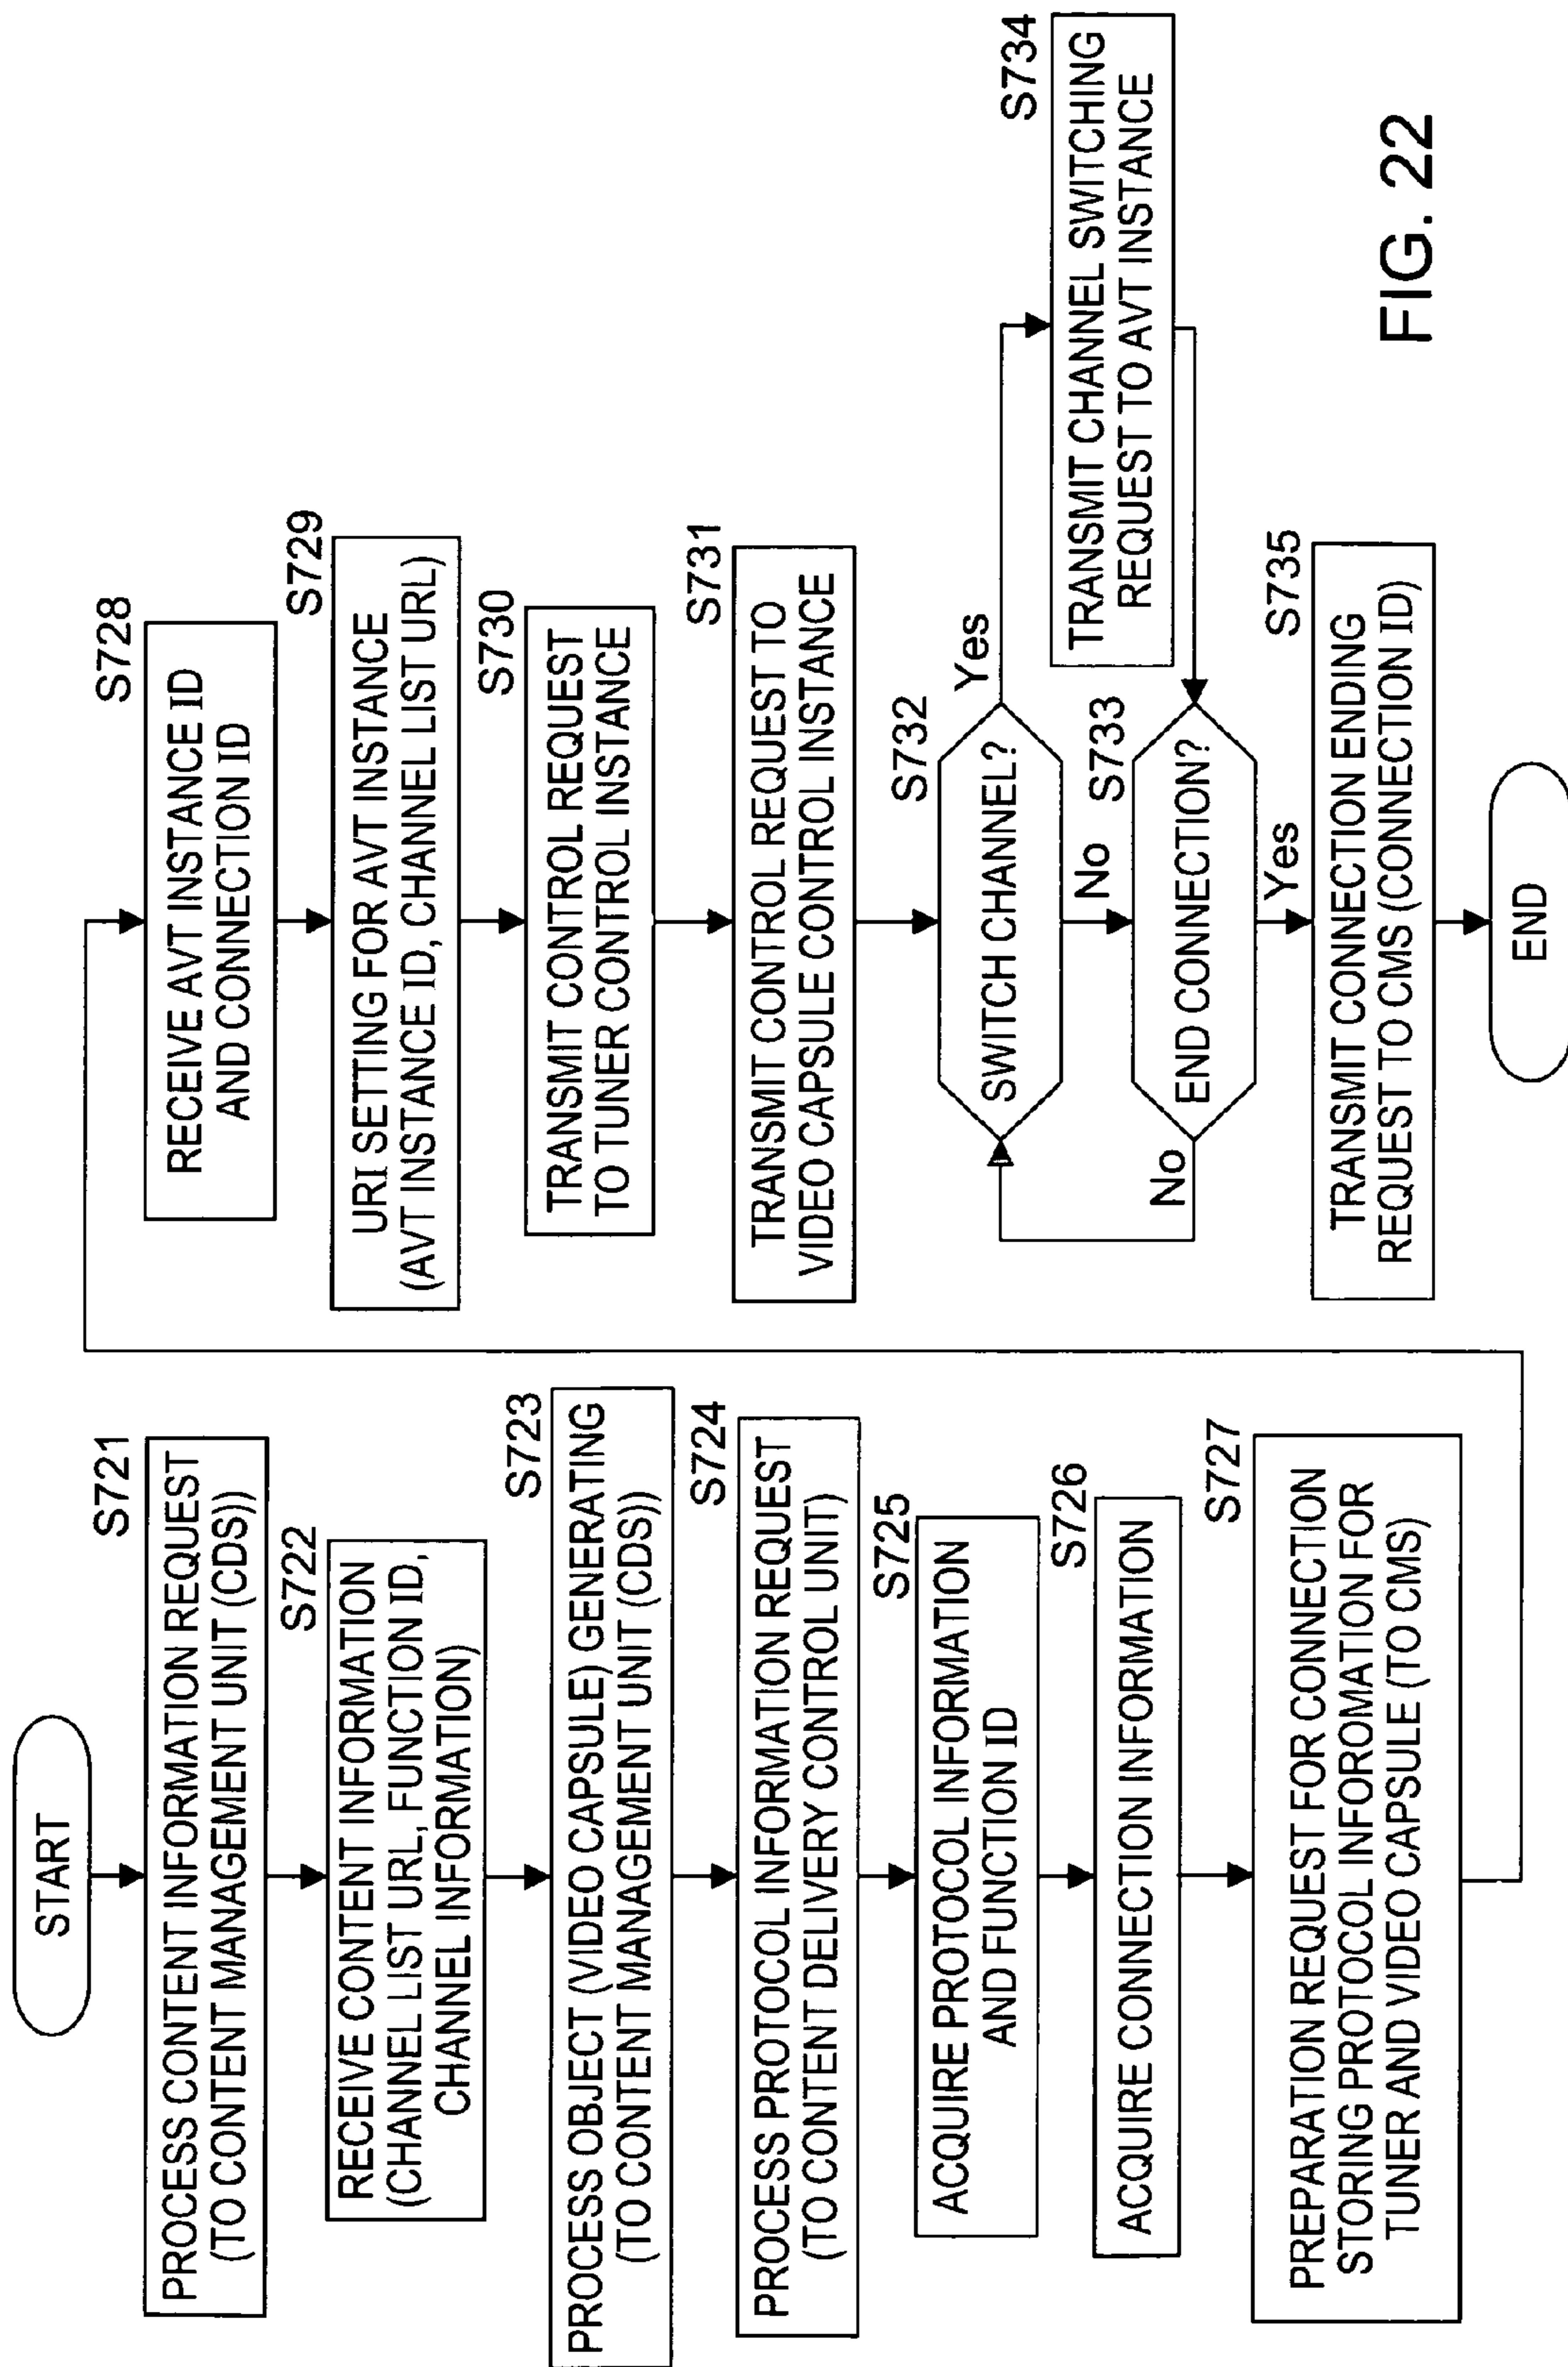 START
S721
PROCESS CONTENT INFORMATION REQUEST
(TO CONTENT MANAGEMENT UNIT (CDS))
S722
RECEIVE CONTENT INFORMATION
(CHANNEL LIST URL, FUNCTION ID,
CHANNEL INFORMATION)
S723
PROCESS OBJECT (VIDEO CAPSULE) GENERATING
(TO CONTENT MANAGEMENT UNIT (CDS))
S724
PROCESS PROTOCOL INFORMATION REQUEST
(TO CONTENT DELIVERY CONTROL UNIT)
S725
ACQUIRE PROTOCOL INFORMATION
AND FUNCTION ID
S726
ACQUIRE CONNECTION INFORMATION
S727
PREPARATION REQUEST FOR CONNECTION
STORING PROTOCOL INFOROMATION FOR
TUNER AND VIDEO CAPSULE (TO CMS)
S728
RECEIVE AVT INSTANCE ID
AND CONNECTION ID
S729
URI SETTING FOR AVT INSTANCE
(AVT INSTANCE ID, CHANNEL LIST URL)
S730
TRANSMIT CONTROL REQUEST
TO TUNER CONTROL INSTANCE
S731
TRANSMIT CONTROL REQUEST TO
VIDEO CAPSULE CONTROL INSTANCE
S732
SWITCH CHANNEL?
Yes
No
S734
TRANSMIT CHANNEL SWITCHING
REQUEST TO AVT INSTANCE
S733
END CONNECTION?
No
Yes
S735
TRANSMIT CONNECTION ENDING
REQUEST TO CMS (CONNECTION ID)
END
FIG. 22